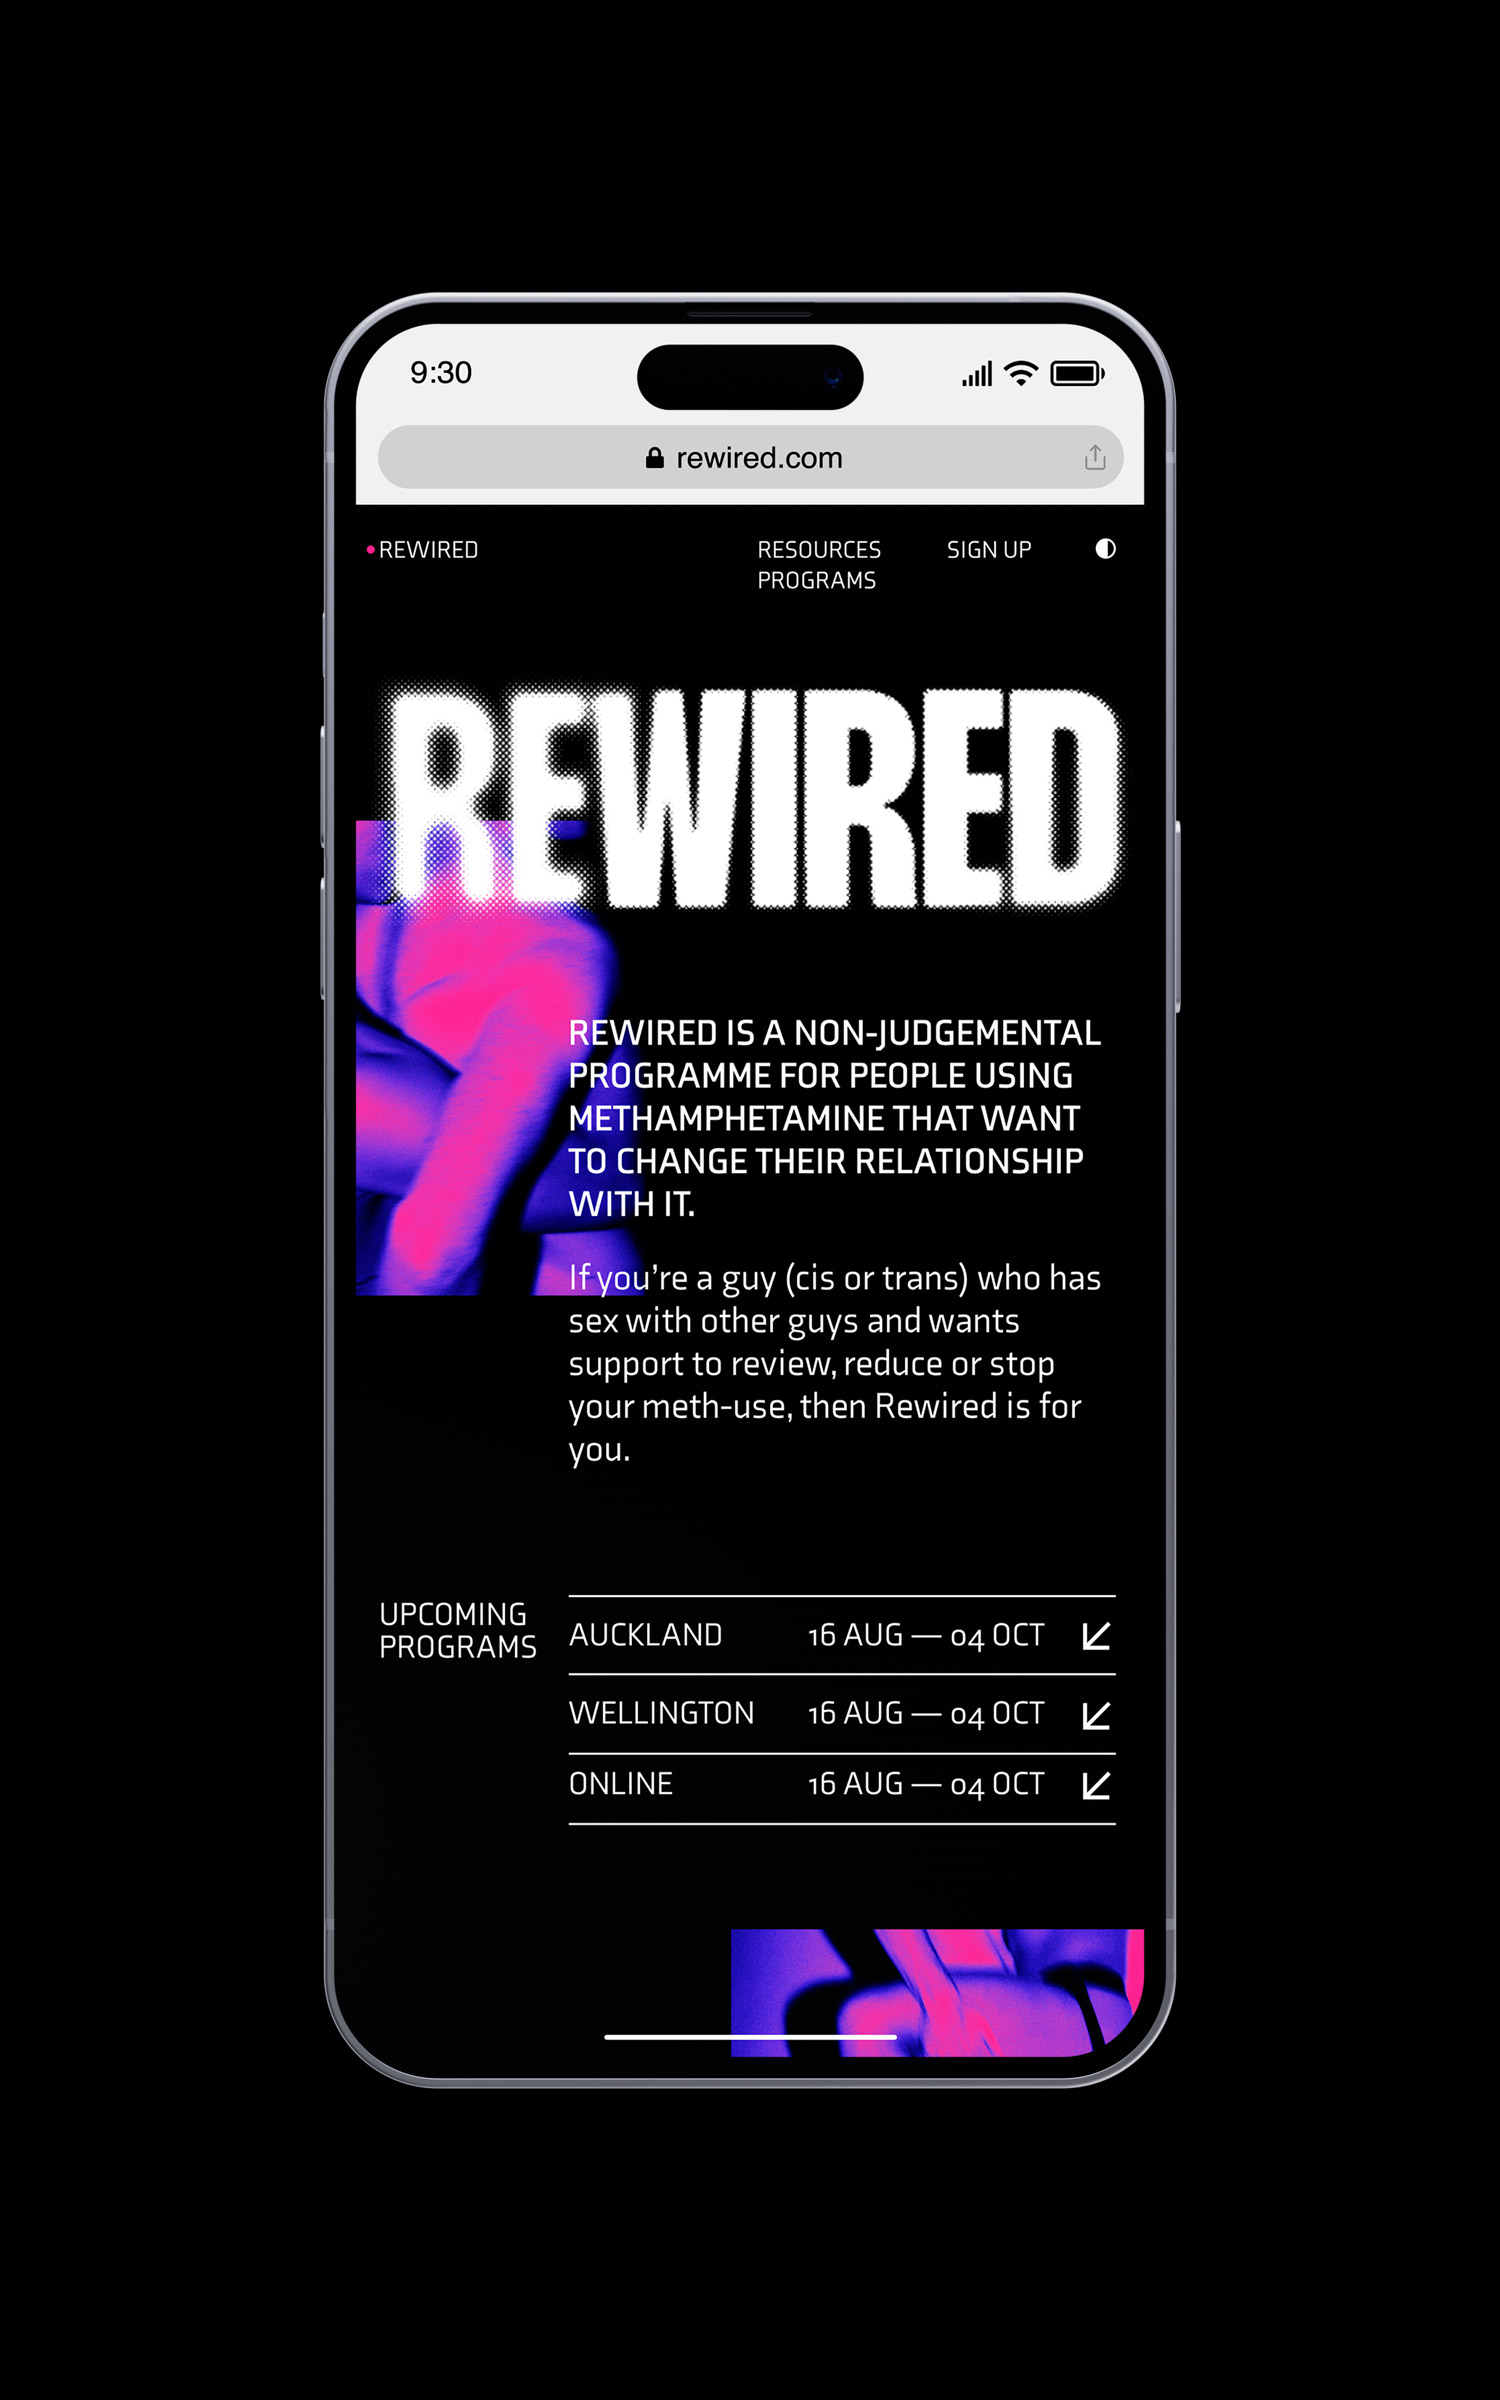 9:30
rewired.com
REWIRED
RESOURCES
SIGN UP
PROGRAMS
REWIRED
REWIRED IS A NON-JUDGEMENTAL
PROGRAMME FOR PEOPLE USING
METHAMPHETAMINE THAT WANT
TO CHANGE THEIR RELATIONSHIP
WITH IT.
If you’re a guy (cis or trans) who has
sex with other guys and wants
support to review, reduce or stop
your meth-use, then Rewired is for
you.
UPCOMING
PROGRAMS
AUCKLAND 16 AUG — 04 OCT
WELLINGTON 16 AUG — 04 OCT
ONLINE 16 AUG — 04 OCT